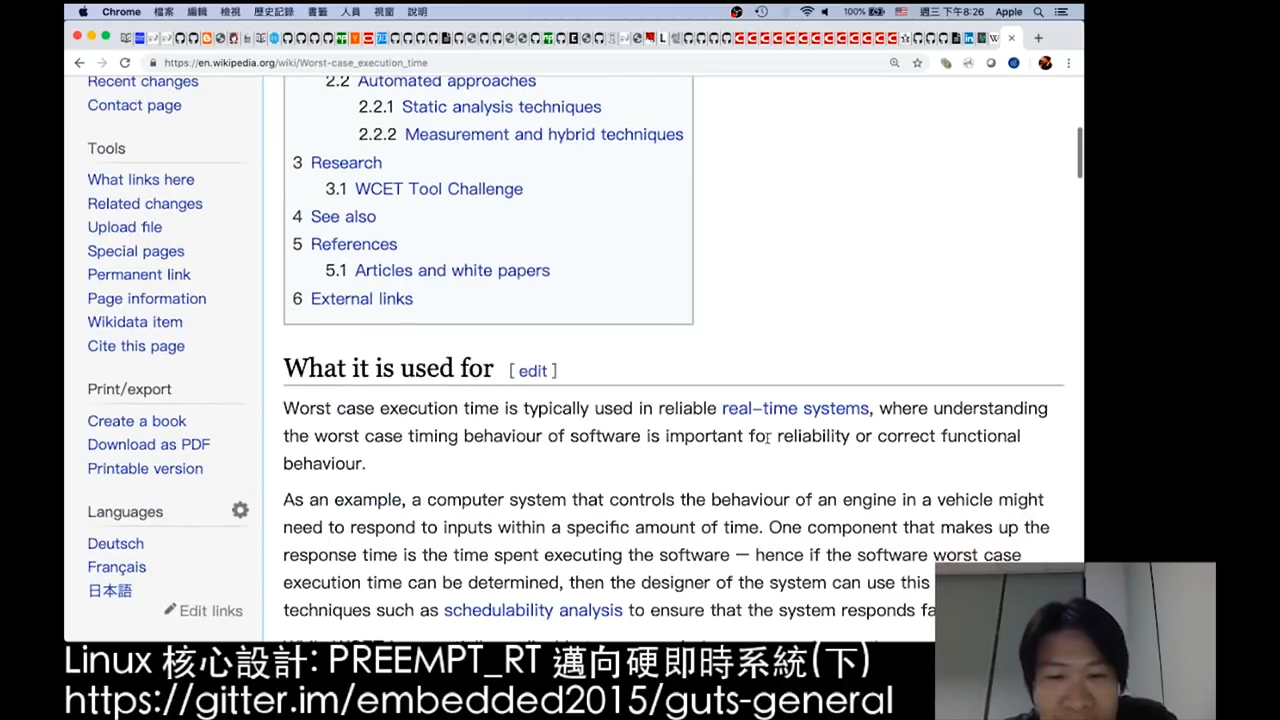 Chrome 檔案 編輯 檢視 歷史記錄 書籤 人員 視窗 說明 100% 週三 下午8:26 Apple
https://en.wikipedia.org/wiki/Worst-case_execution_time
Recent changes
Contact page
Tools
What links here
Related changes
Upload file
Special pages
Permanent link
Page information
Wikidata item
Cite this page
Print/export
Create a book
Download as PDF
Printable version
Languages
Deutsch
Français
日本語
Edit links
2.2 Automated approaches
2.2.1 Static analysis techniques
2.2.2 Measurement and hybrid techniques
3 Research
3.1 WCET Tool Challenge
4 See also
5 References
5.1 Articles and white papers
6 External links
What it is used for [ edit ]
Worst case execution time is typically used in reliable real-time systems, where understanding
the worst case timing behaviour of software is important for reliability or correct functional
behaviour.
As an example, a computer system that controls the behaviour of an engine in a vehicle might
need to respond to inputs within a specific amount of time. One component that makes up the
response time is the time spent executing the software — hence if the software worst case
execution time can be determined, then the designer of the system can use this
techniques such as schedulability analysis to ensure that the system responds fa
Linux 核心設計: PREEMPT_RT 邁向硬即時系統(下)
https://gitter.im/embedded2015/guts-general